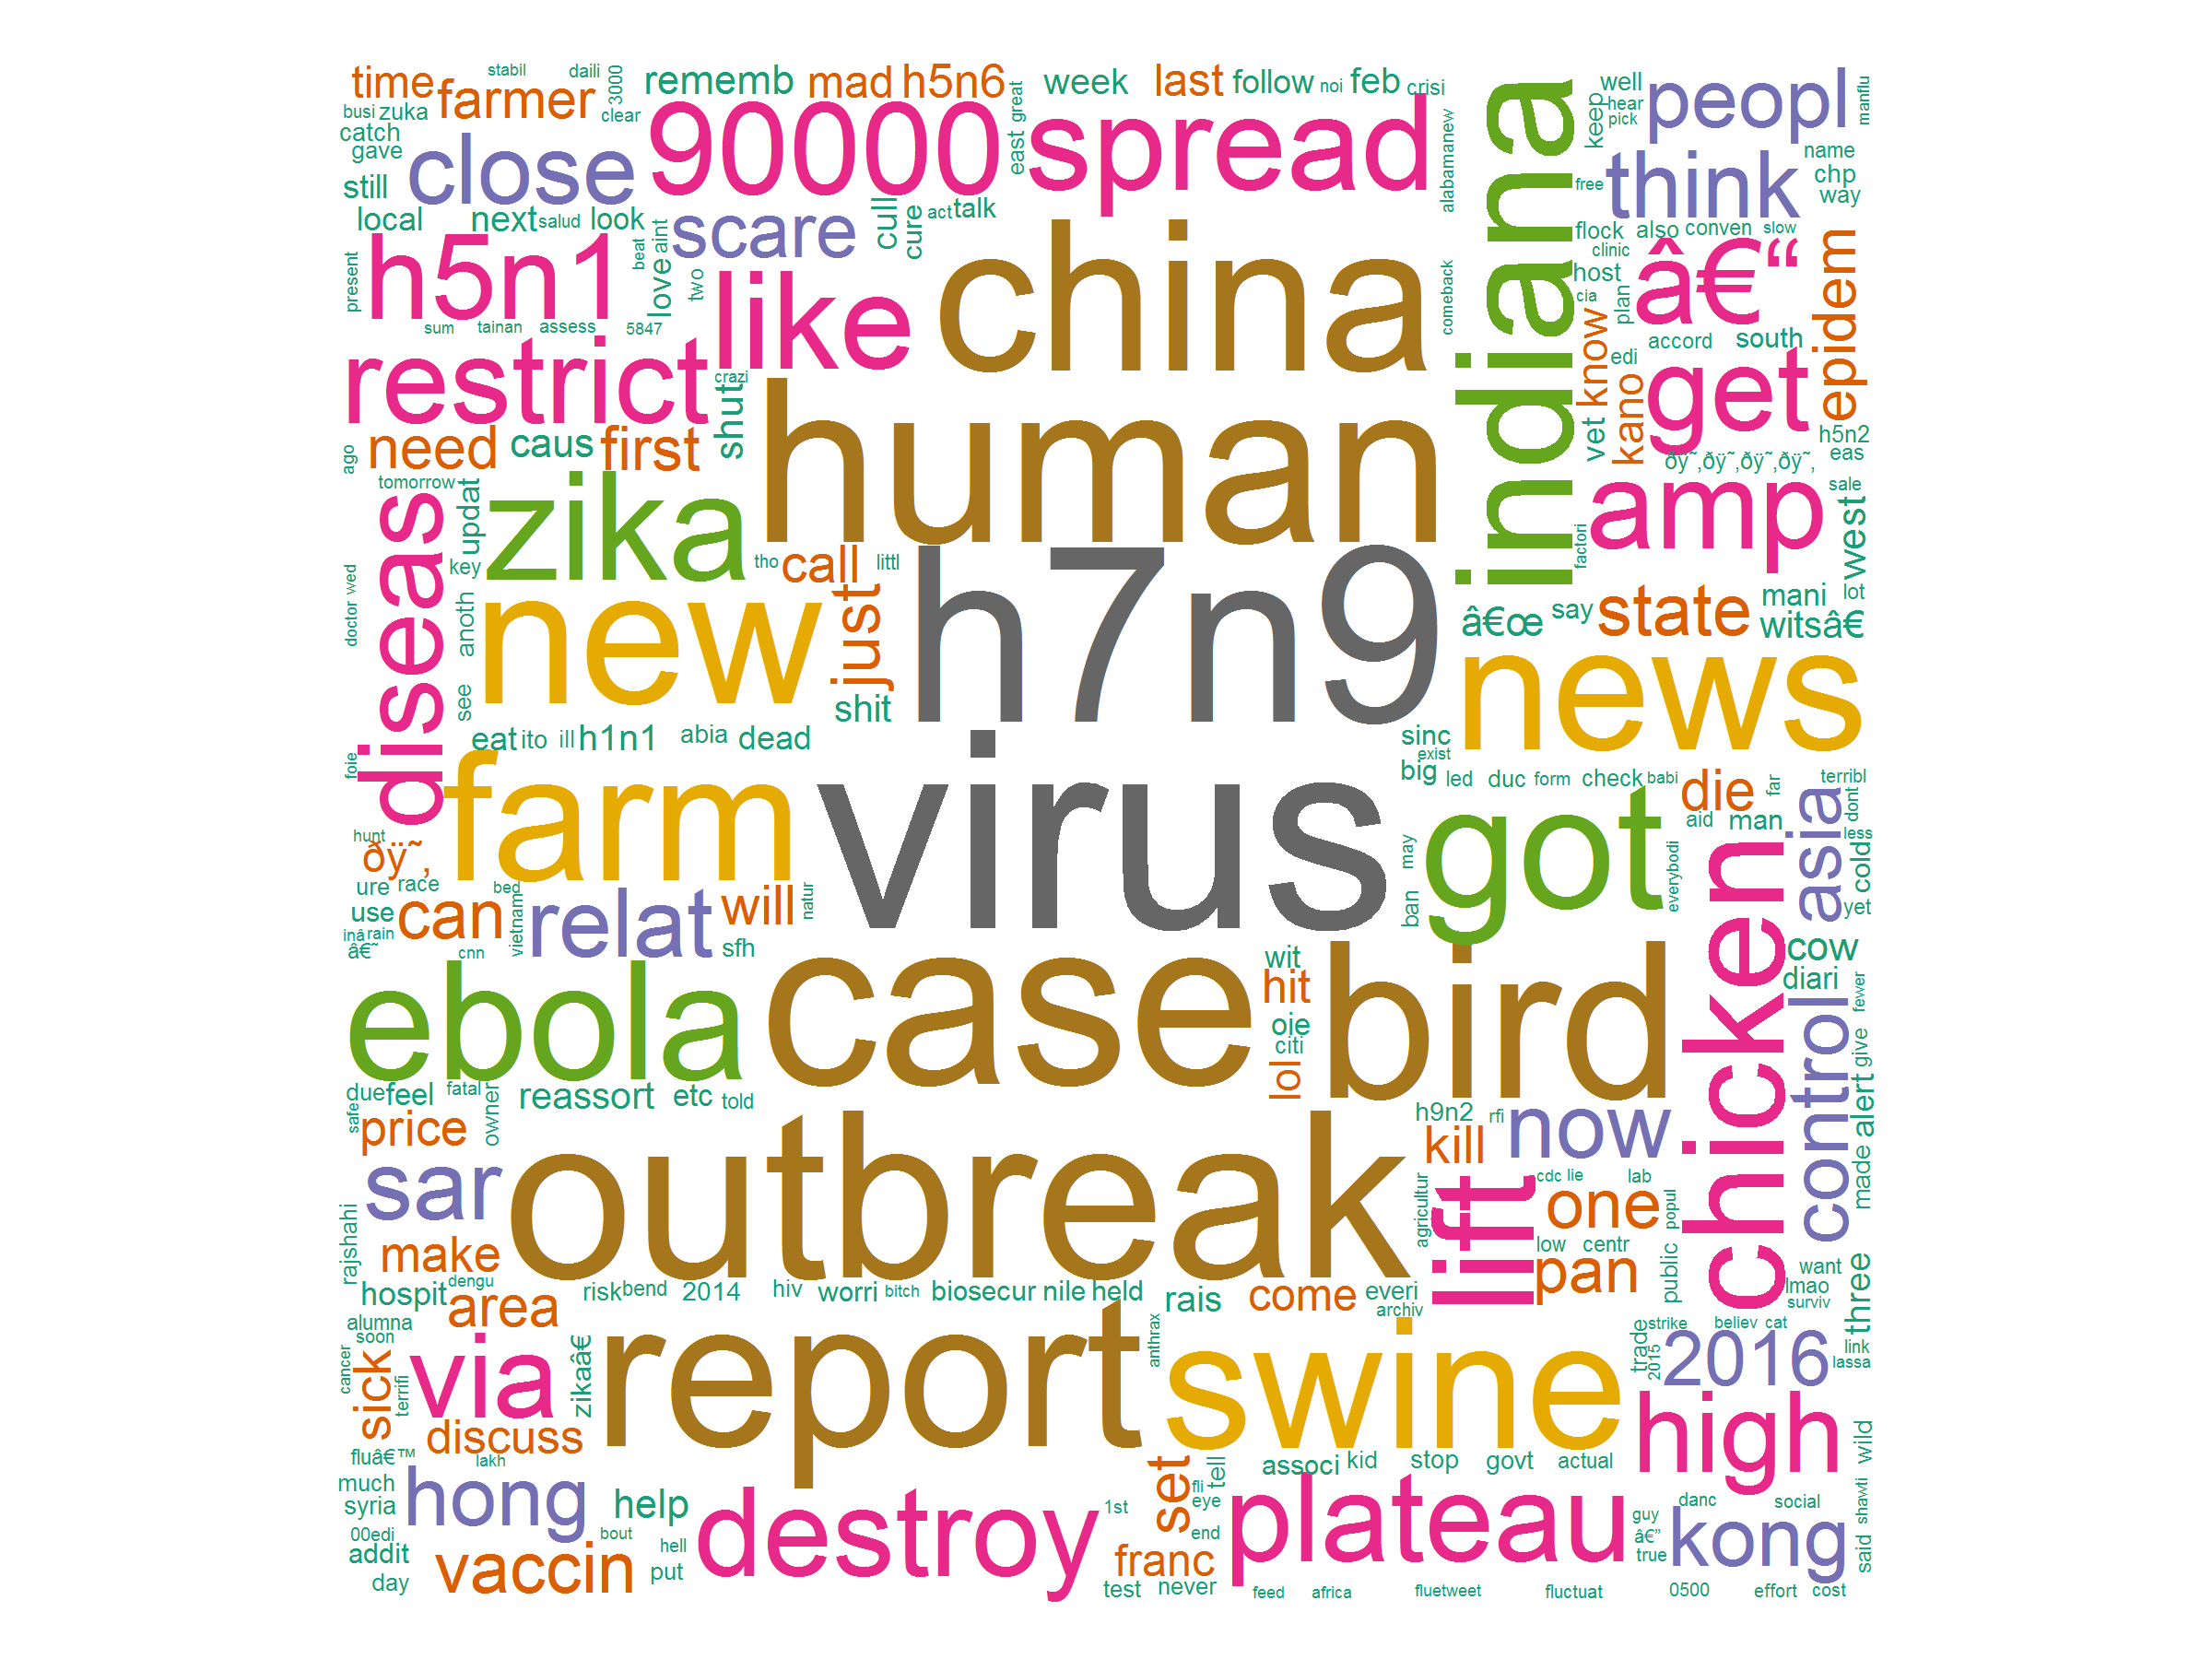 time
stabil
daili
3000
rememb
mad
h5n6
week
last
follow
noi
feb
crisi
well
peopl
manflu
farmer
busi
zuka
clear
90000
east
great
spread
alabamanew
indiana
keep
hear
pick
catch
gave
close
think
name
chp
way
still
free
local
next
salud
look
scare
cull
cure
act
talk
flock
also
conven
slow
h5n1
present
beat
love
aint
two
like
china
comeback
clinic
host
cia
plan
â€“
epidem
sum
tainan
assess
5847
know
edi
accord
south
restrict
crazi
shut
human
vet
kano
get
h5n2
eas
ago
need
caus
first
ðÿ˜‚ðÿ˜‚ðÿ˜‚ðÿ˜‚
tomorrow
diseas
updat
zika
amp
sale
west
key
tho
call
littl
h7n9
factori
doctor
wed
anoth
new
just
â€œ
say
state
mani
lot
witsâ€
see
shit
news
eat
ito
ill
h1n1
abia
dead
sinc
exist
big
led
duc
form
check
babi
die
far
terribl
foie
farm
virus
got
aid
man
asia
dont
less
hunt
ðÿ˜‚
may
everybodi
chicken
cold
yet
ure
race
bed
use
can
vietnam
relat
will
natur
ban
inâ
rain
â€˜
cnn
sfh
ebola
case
wit
hit
oie
citi
lol
bird
cow
diari
control
fewer
give
due
feel
fatal
safe
price
owner
reassort
etc
told
h9n2
rfi
kill
now
made
alert
sar
outbreak
agricultur
lift
cdc
lie
lab
one
popul
rajshahi
make
low
centr
pan
public
hospit
dengu
area
risk
bend
2014
hiv
worri
bitch
biosecur
nile
held
rais
come
everi
archiv
want
lmao
surviv
three
alumna
soon
cancer
sick
terrifi
via
zikaâ€
report
anthrax
swine
strike
believ
cat
trade
2015
2016
link
lassa
discuss
high
wild
fluâ€™
lakh
much
syria
hong
help
set
associ
kid
stop
govt
actual
tell
fli
eye
end
00edi
bout
hell
destroy
1st
plateau
guy
danc
social
shawti
â€”
true
kong
said
addit
day
vaccin
put
franc
test
never
feed
africa
fluetweet
fluctuat
0500
effort
cost